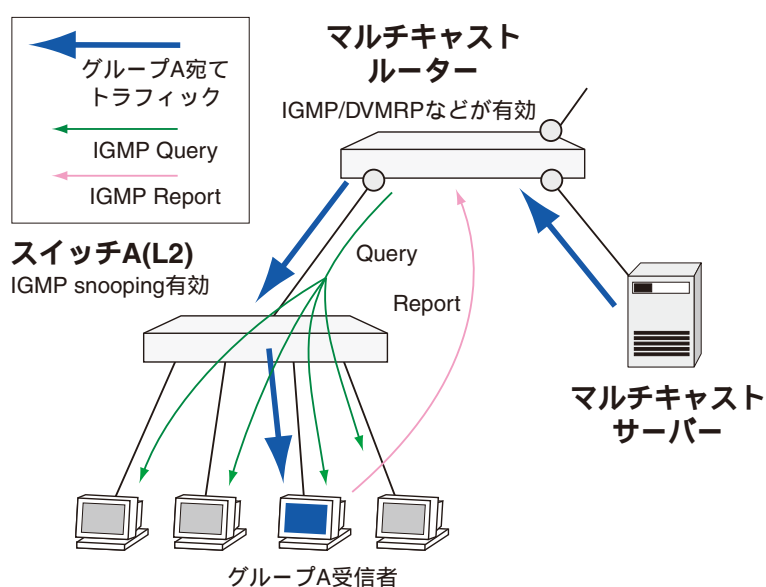 グループA宛て
トラフィック
IGMP Query
IGMP Report
マルチキャスト
ルーター
IGMP/DVMRPなどが有効
スイッチA(L2)
IGMP snooping有効
Query
Report
マルチキャスト
サーバー
グループA受信者